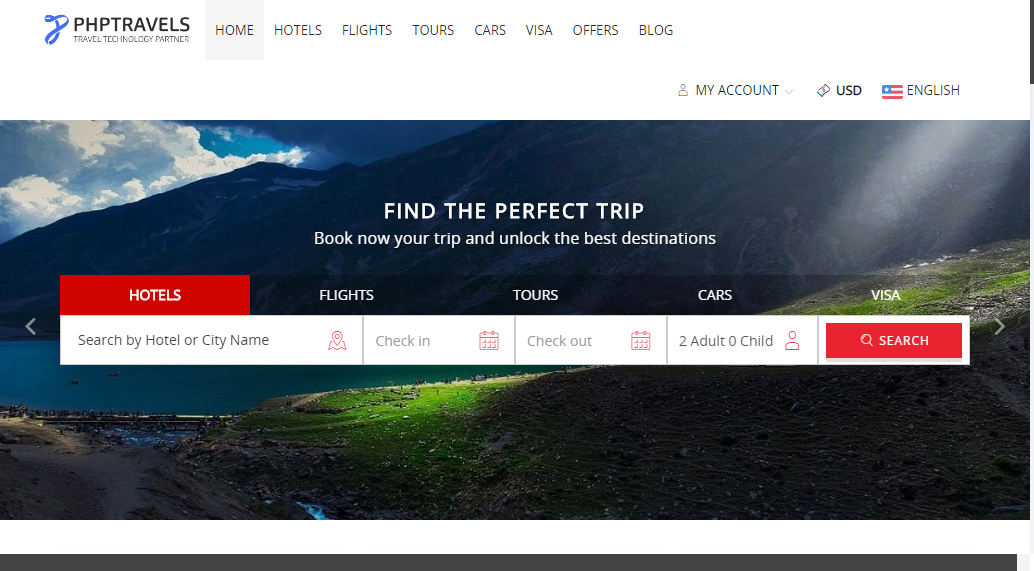 PHPTRAVELS
TRAVEL TECHNOLOGY PARTNER
HOME HOTELS FLIGHTS TOURS CARS VISA OFFERS BLOG
MY ACCOUNT USD ENGLISH
FIND THE PERFECT TRIP
Book now your trip and unlock the best destinations
HOTELS FLIGHTS TOURS CARS VISA
Search by Hotel or City Name Check in Check out 2 Adult 0 Child SEARCH